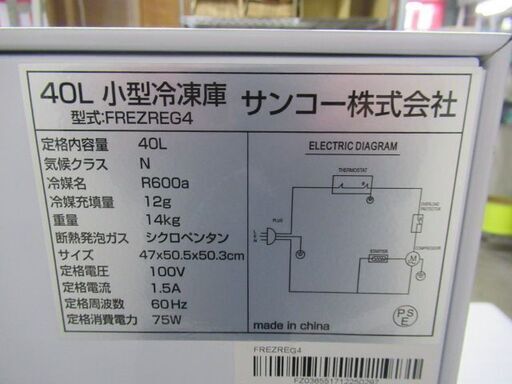 40L 小型冷凍庫 サンコー株式会社
型式:FREZREG4
定格内容量 40L
気候クラス N
冷媒名 R600a
冷媒充填量 12g
重量 14kg
断熱発泡ガス シクロペンタン
サイズ 47x50.5x50.3cm
定格電圧 100V
定格電流 1.5A
定格周波数 60Hz
定格消費電力 75W
ELECTRIC DIAGRAM
THERMOSTAT
OVERLOAD
PROTECTOR
PLUG
STARTER
COMPRESSOR
M
PS
E
made in china
FREZREG4